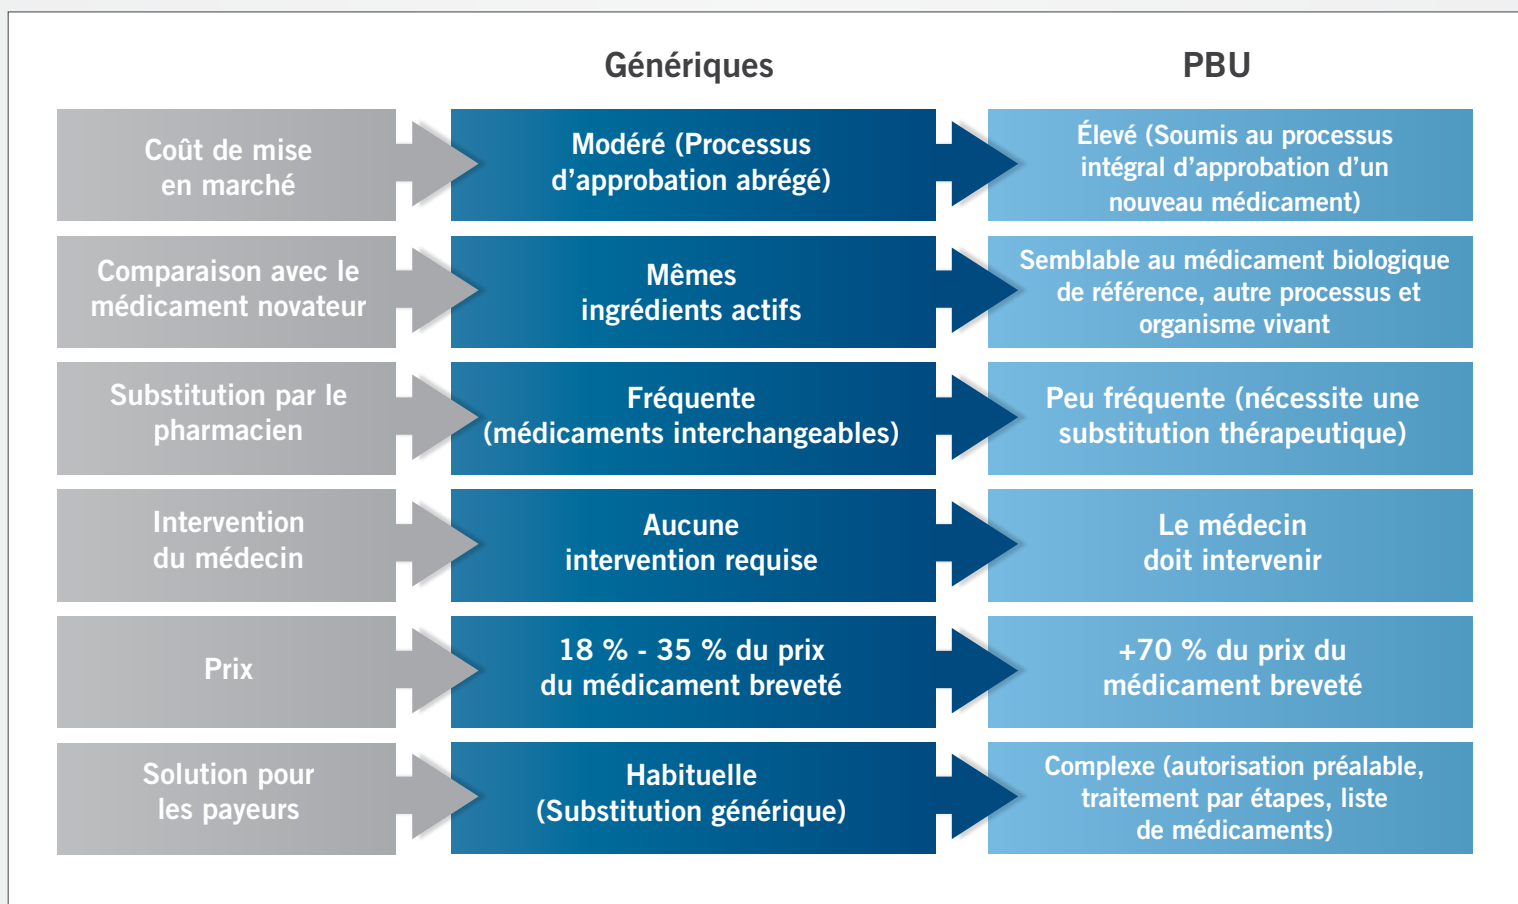 Génériques
PBU
Coût de mise
en marché
Modéré (Processus
d’approbation abrégé)
Élevé (Soumis au processus
intégral d’approbation d’un
nouveau médicament)
Comparaison avec le
médicament novateur
Mêmes
ingrédients actifs
Semblable au médicament biologique
de référence, autre processus et
organisme vivant
Substitution par le
pharmacien
Fréquente
(médicaments interchangeables)
Peu fréquente (nécessite une
substitution thérapeutique)
Intervention
du médecin
Aucune
intervention requise
Le médecin
doit intervenir
Prix
18 % - 35 % du prix
du médicament breveté
+70 % du prix du
médicament breveté
Solution pour
les payeurs
Habituelle
(Substitution générique)
Complexe (autorisation préalable,
traitement par étapes, liste
de médicaments)